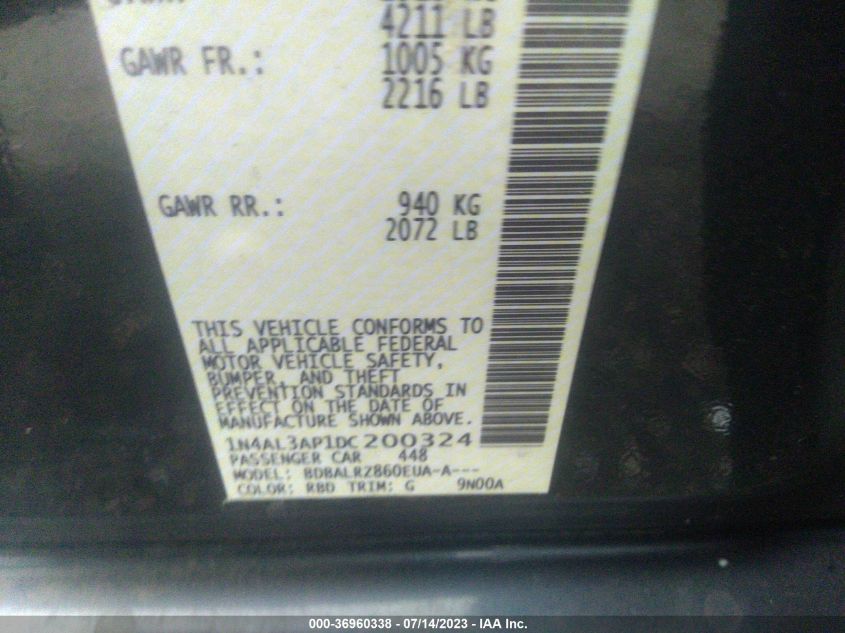 4211 LB
GAWR FR.: 1005 KG
2216 LB
GAWR RR.: 940 KG
2072 LB
THIS VEHICLE CONFORMS TO
ALL APPLICABLE FEDERAL
MOTOR VEHICLE SAFETY,
BUMPER, AND THEFT
PREVENTION STANDARDS IN
EFFECT ON THE DATE OF
MANUFACTURE SHOWN ABOVE.
1N4AL3AP1DC200324
PASSENGER CAR 448
MODEL: BDBALRZ860EUA-A---
COLOR: RBD TRIM: G 9N00A
000-36960338 - 07/14/2023 - IAA Inc.